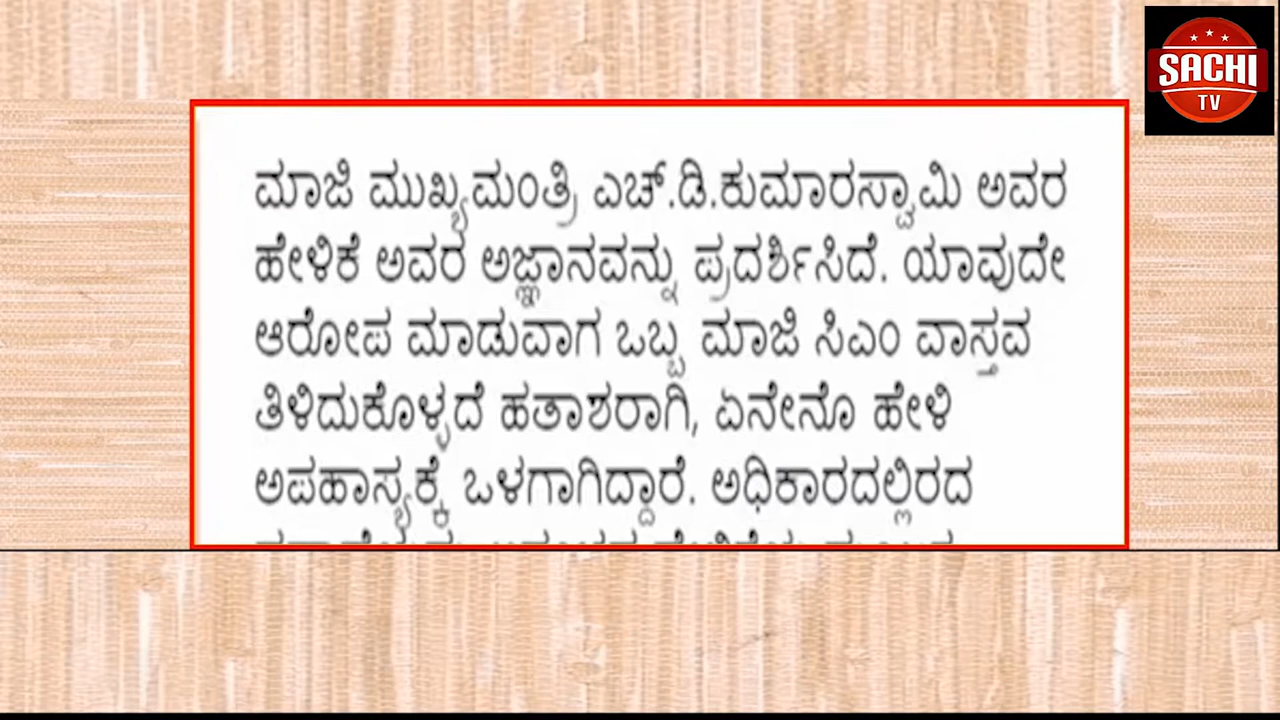 SACHI
TV
ಮಾಜಿ ಮುಖ್ಯಮಂತ್ರಿ ಎಚ್.ಡಿ.ಕುಮಾರಸ್ವಾಮಿ ಅವರ
ಹೇಳಿಕೆ ಅವರ ಅಜ್ಞಾನವನ್ನು ಪ್ರದರ್ಶಿಸಿದೆ. ಯಾವುದೇ
ಆರೋಪ ಮಾಡುವಾಗ ಒಬ್ಬ ಮಾಜಿ ಸಿಎಂ ವಾಸ್ತವ
ತಿಳಿದುಕೊಳ್ಳದೆ ಹತಾಶರಾಗಿ, ಏನೇನೊ ಹೇಳಿ
ಅಪಹಾಸ್ಯಕ್ಕೆ ಒಳಗಾಗಿದ್ದಾರೆ. ಅಧಿಕಾರದಲ್ಲಿರದ